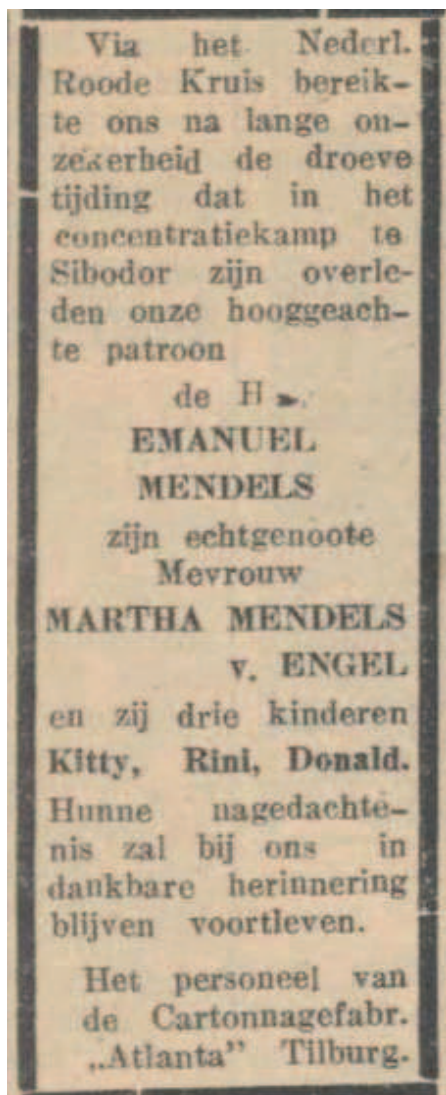 Via het Nederl.
Roode Kruis bereik-
te ons na lange on-
zekerheid de droeve
tijding dat in het
concentratiekamp te
Sibodor zijn overle-
den onze hooggeach-
te patroon
de H
EMANUEL
MENDELS
zijn echtgenoote
Mevrouw
MARTHA MENDELS
v. ENGEL
en zij drie kinderen
Kitty, Rini, Donald.
Hunne nagedachte-
nis zal bij ons in
dankbare herinnering
blijven voortleven.
Het personeel van
de Cartonnagefabr.
„Atlanta” Tilburg.